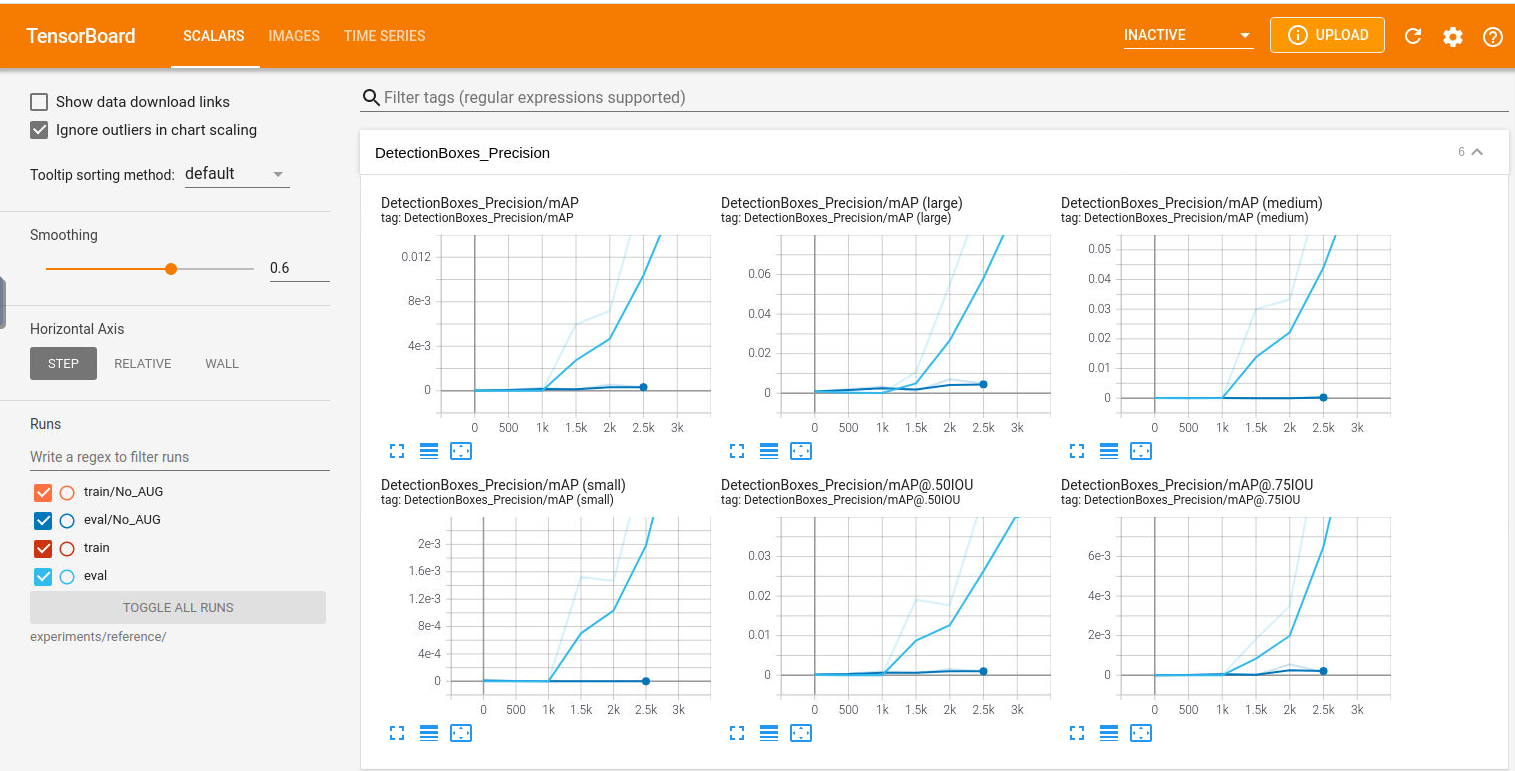 TensorBoard SCALARS IMAGES TIME SERIES INACTIVE UPLOAD
Show data download links
Ignore outliers in chart scaling
Tooltip sorting method: default
Smoothing
0.6
Horizontal Axis
STEP RELATIVE WALL
Runs
Write a regex to filter runs
train/No_AUG
eval/No_AUG
train
eval
TOGGLE ALL RUNS
experiments/reference/
Filter tags (regular expressions supported)
DetectionBoxes_Precision 6
DetectionBoxes_Precision/mAP
tag: DetectionBoxes_Precision/mAP
0.012
8e-3
4e-3
0
0 500 1k 1.5k 2k 2.5k 3k
DetectionBoxes_Precision/mAP (large)
tag: DetectionBoxes_Precision/mAP (large)
0.06
0.04
0.02
0
0 500 1k 1.5k 2k 2.5k 3k
DetectionBoxes_Precision/mAP (medium)
tag: DetectionBoxes_Precision/mAP (medium)
0.05
0.04
0.03
0.02
0.01
0
0 500 1k 1.5k 2k 2.5k 3k
DetectionBoxes_Precision/mAP (small)
tag: DetectionBoxes_Precision/mAP (small)
2e-3
1.6e-3
1.2e-3
8e-4
4e-4
0
0 500 1k 1.5k 2k 2.5k 3k
DetectionBoxes_Precision/mAP@.50IOU
tag: DetectionBoxes_Precision/mAP@.50IOU
0.03
0.02
0.01
0
0 500 1k 1.5k 2k 2.5k 3k
DetectionBoxes_Precision/mAP@.75IOU
tag: DetectionBoxes_Precision/mAP@.75IOU
6e-3
4e-3
2e-3
0
0 500 1k 1.5k 2k 2.5k 3k